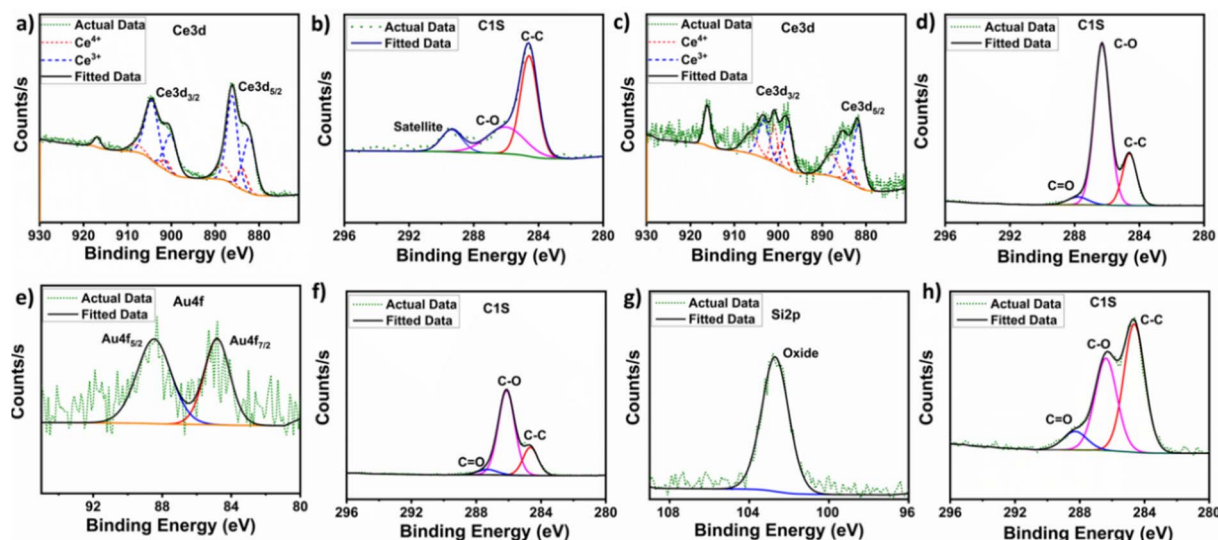 a)
Actual Data
Ce⁴⁺
Ce³⁺
Fitted Data
Ce3d
Ce3d3/2
Ce3d5/2
Counts/s
930 920 910 900 890 880
Binding Energy (eV)
b)
Actual Data
Fitted Data
C1S
C-C
C-O
Satellite
Counts/s
296 292 288 284 280
Binding Energy (eV)
c)
Actual Data
Ce⁴⁺
Ce³⁺
Fitted Data
Ce3d
Ce3d3/2
Ce3d5/2
Counts/s
930 920 910 900 890 880
Binding Energy (eV)
d)
Actual Data
Fitted Data
C1S
C-O
C-C
C=O
Counts/s
296 292 288 284 280
Binding Energy (eV)
e)
Au4f
Actual Data
Fitted Data
Au4f5/2
Au4f7/2
Counts/s
92 88 84 80
Binding Energy (eV)
f)
Actual Data
Fitted Data
C1S
C-O
C-C
C=O
Counts/s
296 292 288 284 280
Binding Energy (eV)
g)
Actual Data
Fitted Data
Si2p
Oxide
Counts/s
108 104 100 96
Binding Energy (eV)
h)
Actual Data
Fitted Data
C1S
C-C
C-O
C=O
Counts/s
296 292 288 284 280
Binding Energy (eV)